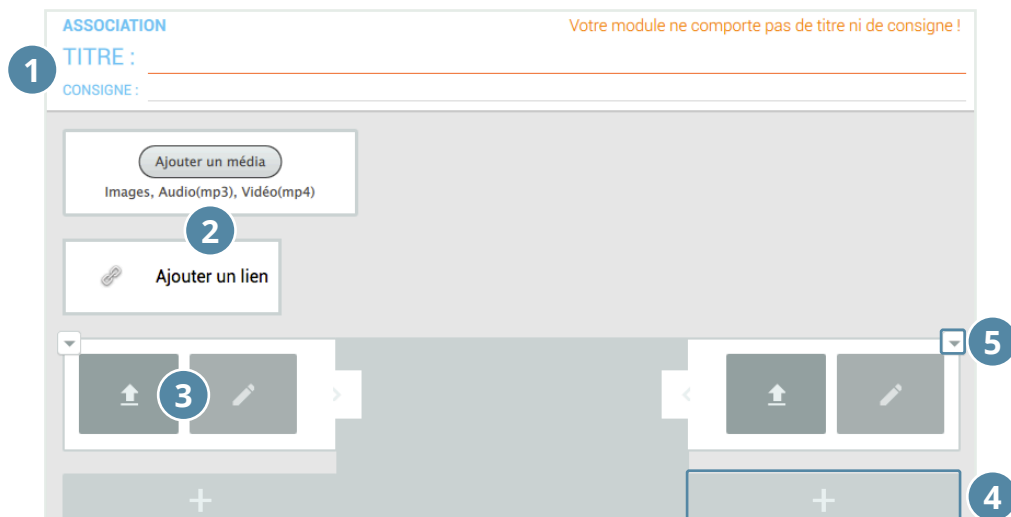 ASSOCIATION
Votre module ne comporte pas de titre ni de consigne !
1
TITRE :
CONSIGNE :
Ajouter un média
Images, Audio(mp3), Vidéo(mp4)
2
Ajouter un lien
5
3
4